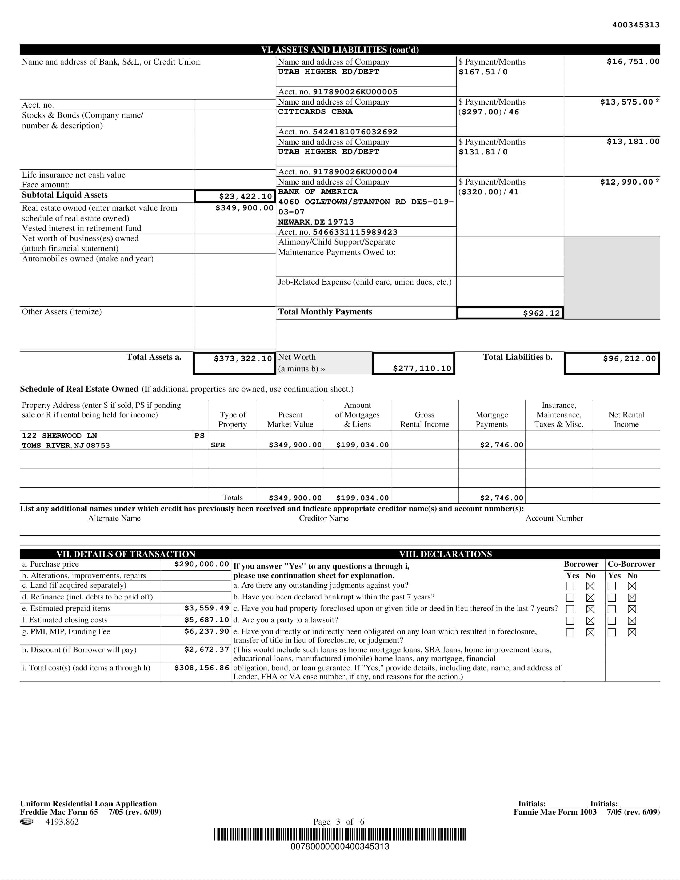 400345313
VI. ASSETS AND LIABILITIES (cont'd)
Name and address of Bank, S&L, or Credit Union
Name and address of Company
$ Payment/Months
$16,751.00
UTAH HIGHER ED/DEPT
$167.51/0
Acct. no. 917890026KU00005
Acct. no.
Name and address of Company
$ Payment/Months
$13,575.00 *
Stocks & Bonds (Company name/
number & description)
CITICARDS CBNA
($297.00)/46
Acct. no. 5424181076032692
Name and address of Company
$ Payment/Months
$13,181.00
UTAH HIGHER ED/DEPT
$131.81/0
Life insurance net cash value
Acct. no. 917890026KU00004
Face amount:
Name and address of Company
$ Payment/Months
$12,990.00 *
Subtotal Liquid Assets
$23,422.10
BANK OF AMERICA
($320.00)/41
4060 OGLETOWN/STANTON RD DE5-019-
03-07
NEWARK, DE 19713
Real estate owned (enter market value from
schedule of real estate owned)
$349,900.00
Vested interest in retirement fund
Net worth of business(es) owned
(attach financial statement)
Acct. no. 5466331115989423
Alimony/Child Support/Separate
Maintenance Payments Owed to:
Automobiles owned (make and year)
Job-Related Expense (child care, union dues, etc.)
Other Assets (itemize)
Total Monthly Payments
$962.12
Total Assets a.
$373,322.10
Net Worth
(a minus b) »
$277,110.10
Total Liabilities b.
$96,212.00
Schedule of Real Estate Owned (If additional properties are owned, use continuation sheet.)
Property Address (enter S if sold, PS if pending
sale or R if rental being held for income)
Type of
Property
Present
Market Value
Amount
of Mortgages
& Liens
Gross
Rental Income
Mortgage
Payments
Insurance,
Maintenance,
Taxes & Misc.
Net Rental
Income
122 SHERWOOD LN
PS
TOMS RIVER, NJ 08753
SFR
$349,900.00
$199,034.00
$2,746.00
Totals
$349,900.00
$199,034.00
$2,746.00
List any additional names under which credit has previously been received and indicate appropriate creditor name(s) and account number(s):
Alternate Name
Creditor Name
Account Number
VII. DETAILS OF TRANSACTION
VIII. DECLARATIONS
a. Purchase price
$290,000.00
If you answer "Yes" to any questions a through i,
please use continuation sheet for explanation.
Borrower
Co-Borrower
b. Alterations, improvements, repairs
Yes No
Yes No
c. Land (if acquired separately)
a. Are there any outstanding judgments against you?
d. Refinance (incl. debts to be paid off)
b. Have you been declared bankrupt within the past 7 years?
e. Estimated prepaid items
$3,559.49
c. Have you had property foreclosed upon or given title or deed in lieu thereof in the last 7 years?
f. Estimated closing costs
$5,687.10
d. Are you a party to a lawsuit?
g. PMI, MIP, Funding Fee
$6,237.90
e. Have you directly or indirectly been obligated on any loan which resulted in foreclosure,
transfer of title in lieu of foreclosure, or judgment?
h. Discount (if Borrower will pay)
$2,672.37
(This would include such loans as home mortgage loans, SBA loans, home improvement loans,
educational loans, manufactured (mobile) home loans, any mortgage, financial
i. Total cost(s) (add items a through h)
$308,156.86
obligation, bond, or loan guarantee. If "Yes," provide details, including date, name, and address of
Lender, FHA or VA case number, if any, and reasons for the action.)
Uniform Residential Loan Application
Freddie Mac Form 65 7/05 (rev. 6/09)
Initials:
Initials:
Fannie Mae Form 1003 7/05 (rev. 6/09)
4193.862
Page 3 of 6
00780000000400345313